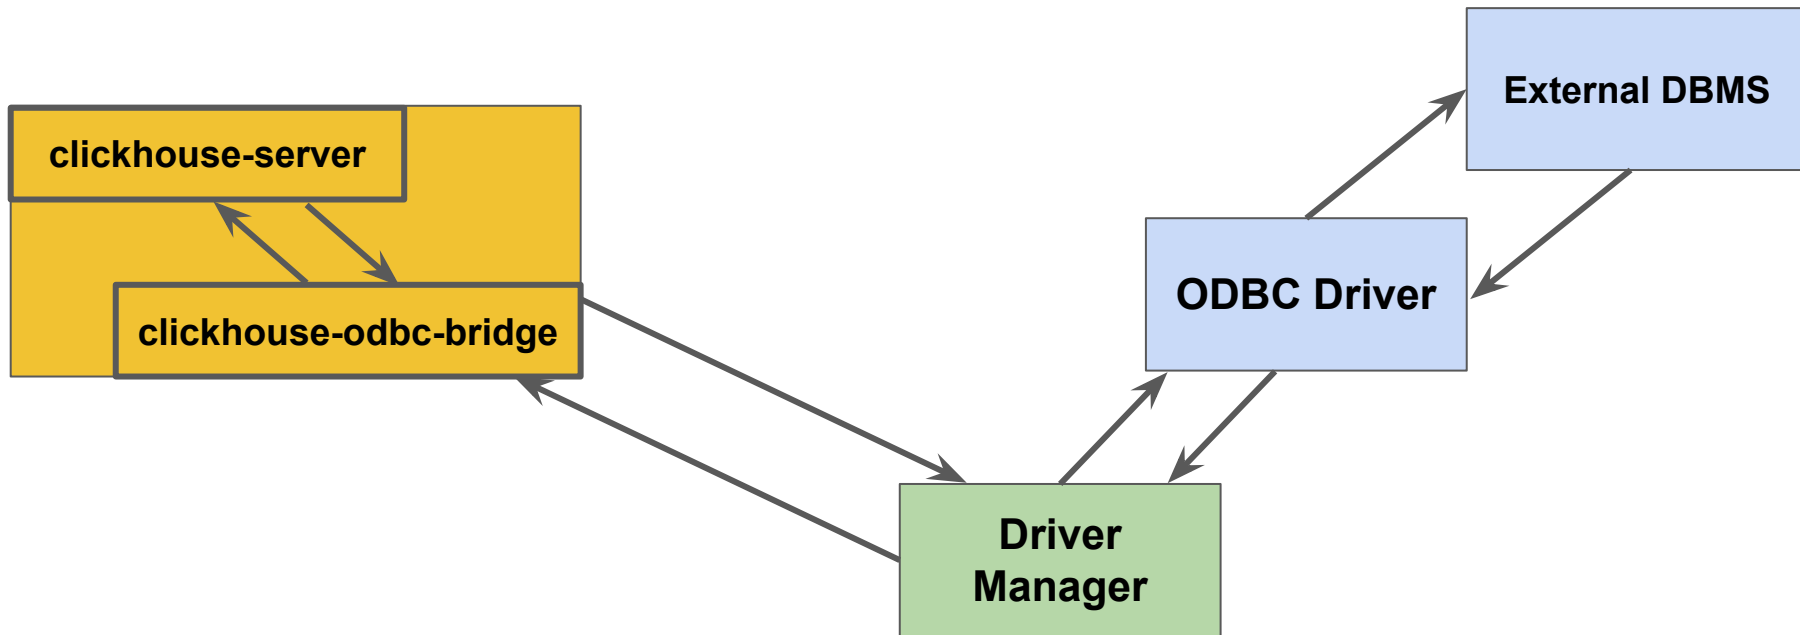 External DBMS
clickhouse-server
ODBC Driver
clickhouse-odbc-bridge
Driver
Manager